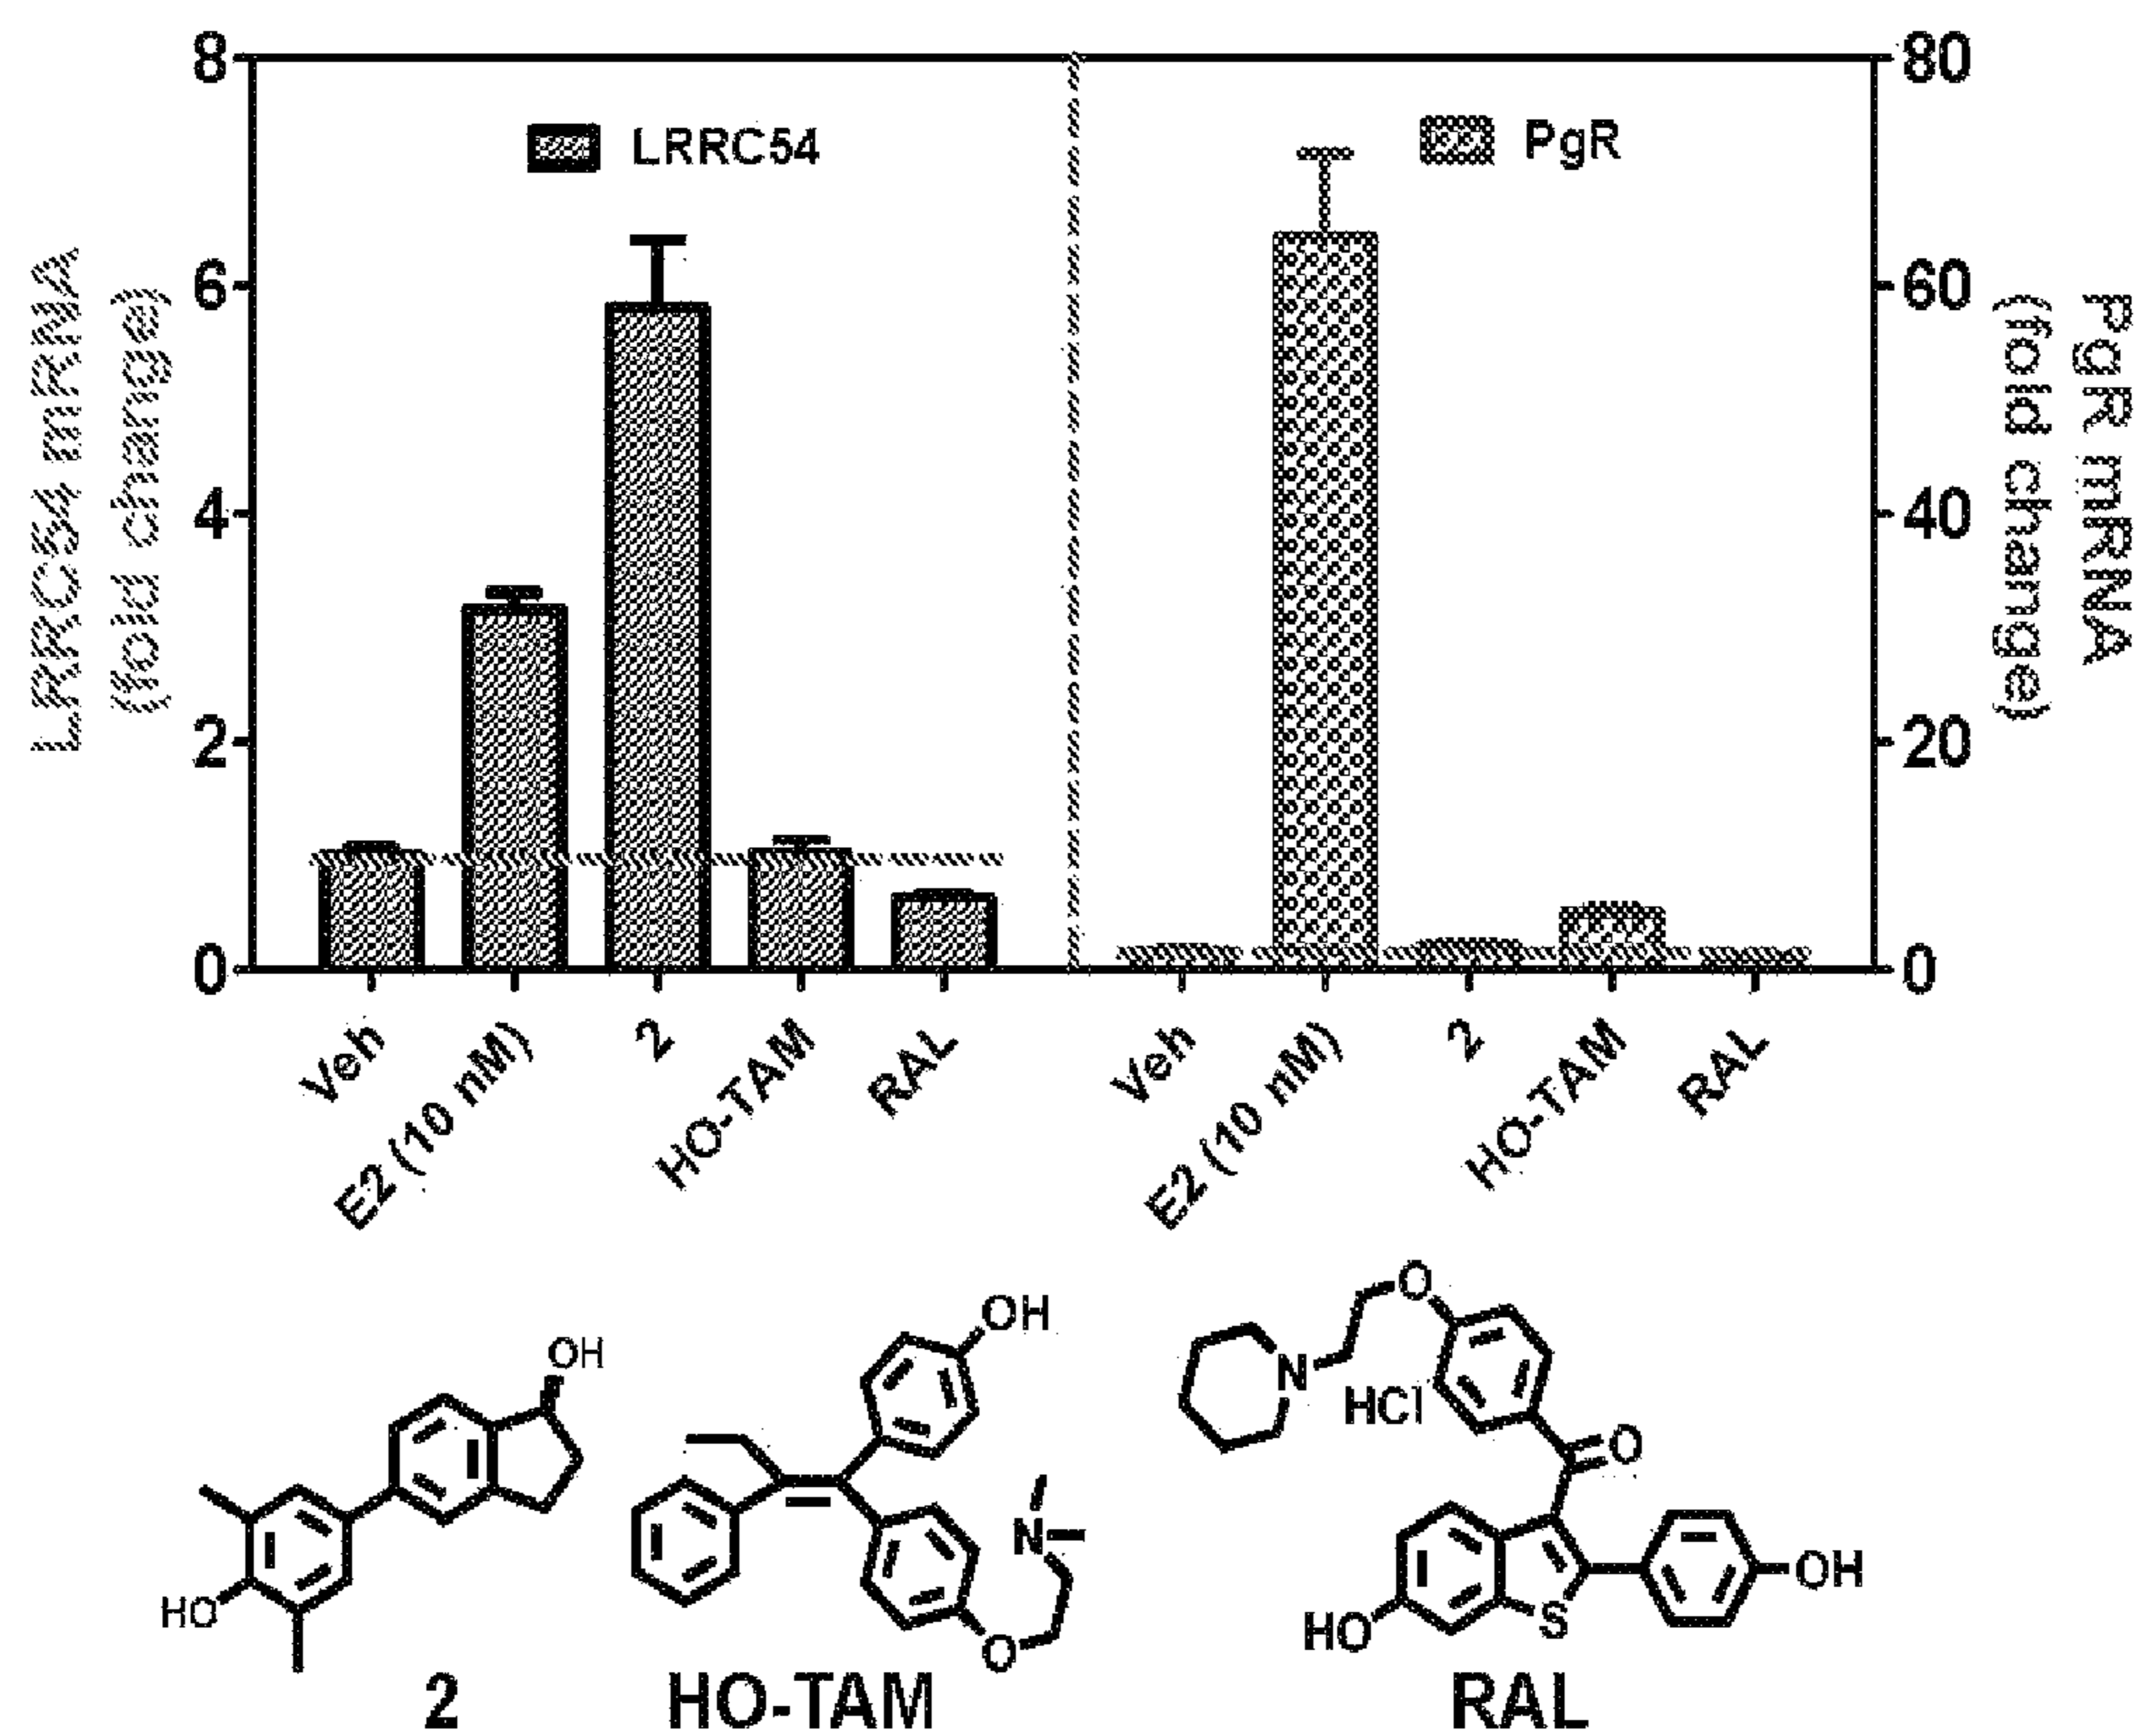 8
6
4
2
0
LRRC54 mRNA
(fold change)
LRRC54
PgR
80
60
40
20
0
PgR mRNA
(fold change)
Veh
E2 (10 nM)
2
HO-TAM
RAL
Veh
E2 (10 nM)
2
HO-TAM
RAL
OH
HO
2
OH
N
O
HO-TAM
O
N
HCl
O
S
OH
HO
RAL